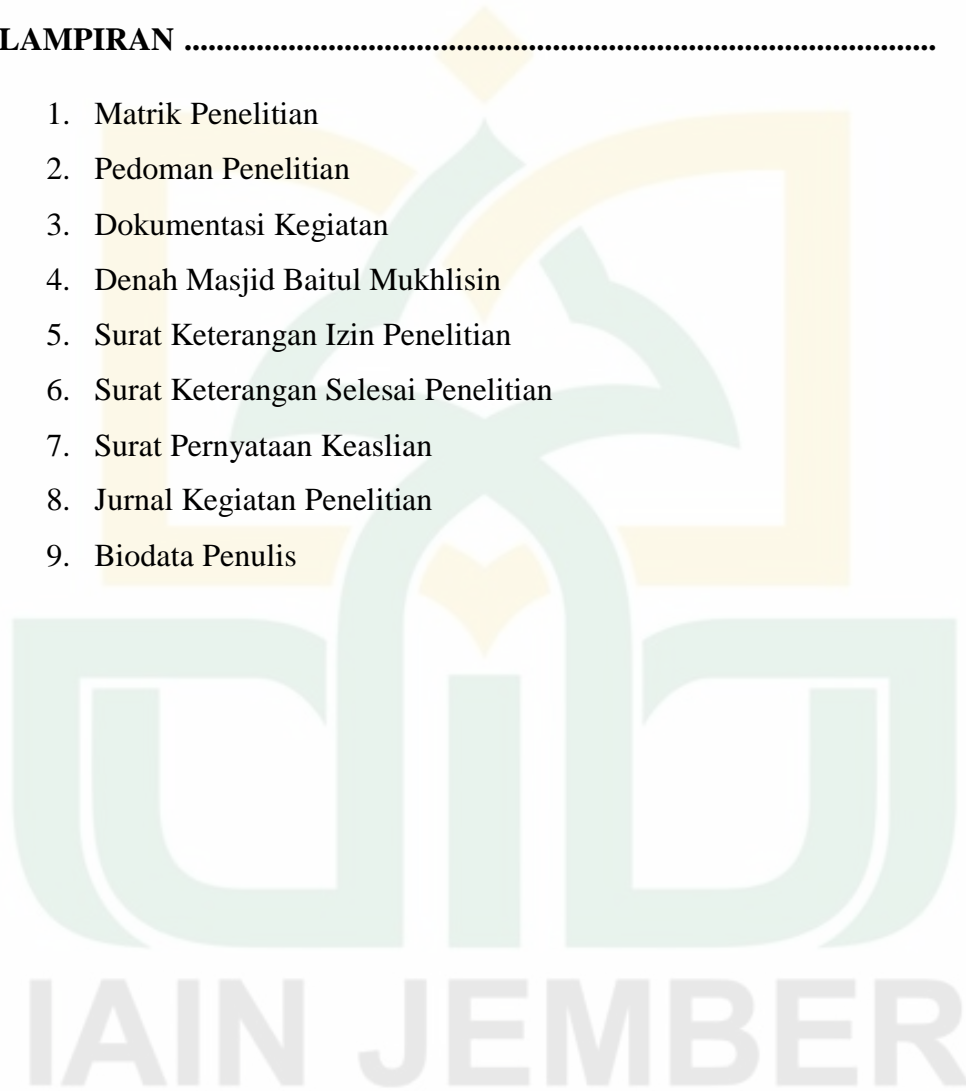 LAMPIRAN ..............................................................................................
1. Matrik Penelitian
2. Pedoman Penelitian
3. Dokumentasi Kegiatan
4. Denah Masjid Baitul Mukhlisin
5. Surat Keterangan Izin Penelitian
6. Surat Keterangan Selesai Penelitian
7. Surat Pernyataan Keaslian
8. Jurnal Kegiatan Penelitian
9. Biodata Penulis
IAIN JEMBER